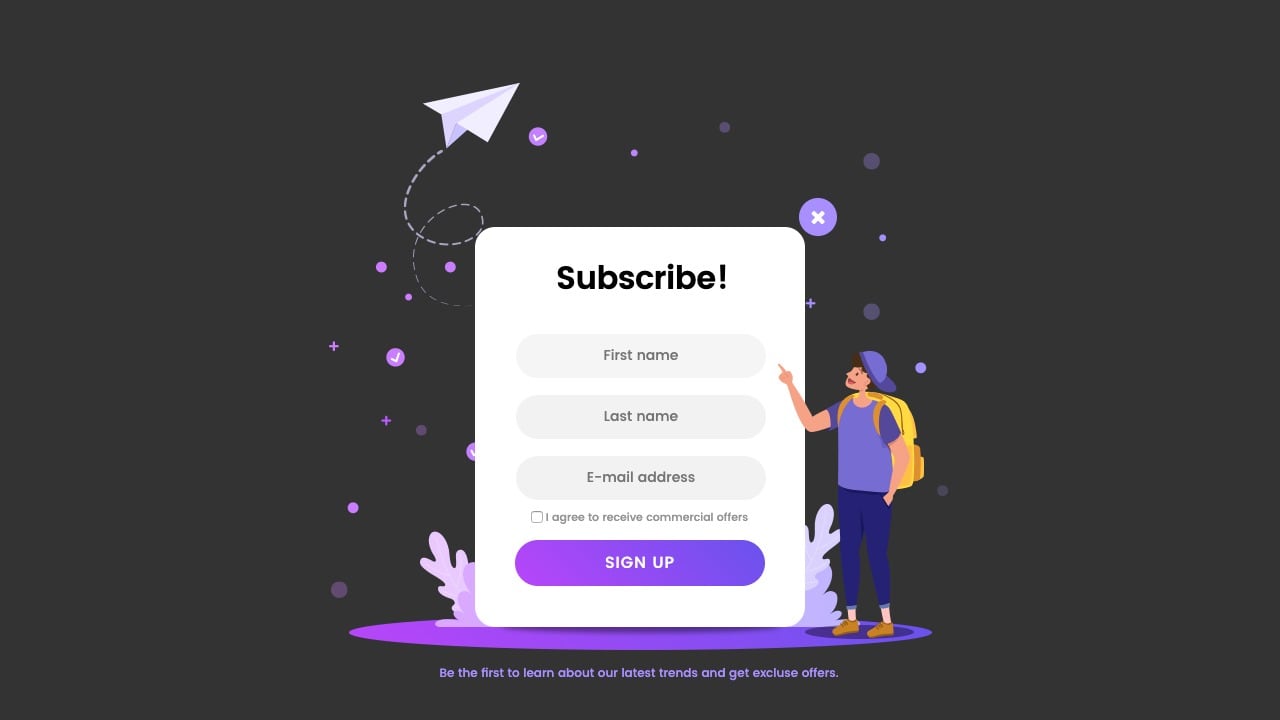 Subscribe!
First name
Last name
E-mail address
I agree to receive commercial offers
SIGN UP
Be the first to learn about our latest trends and get excluse offers.